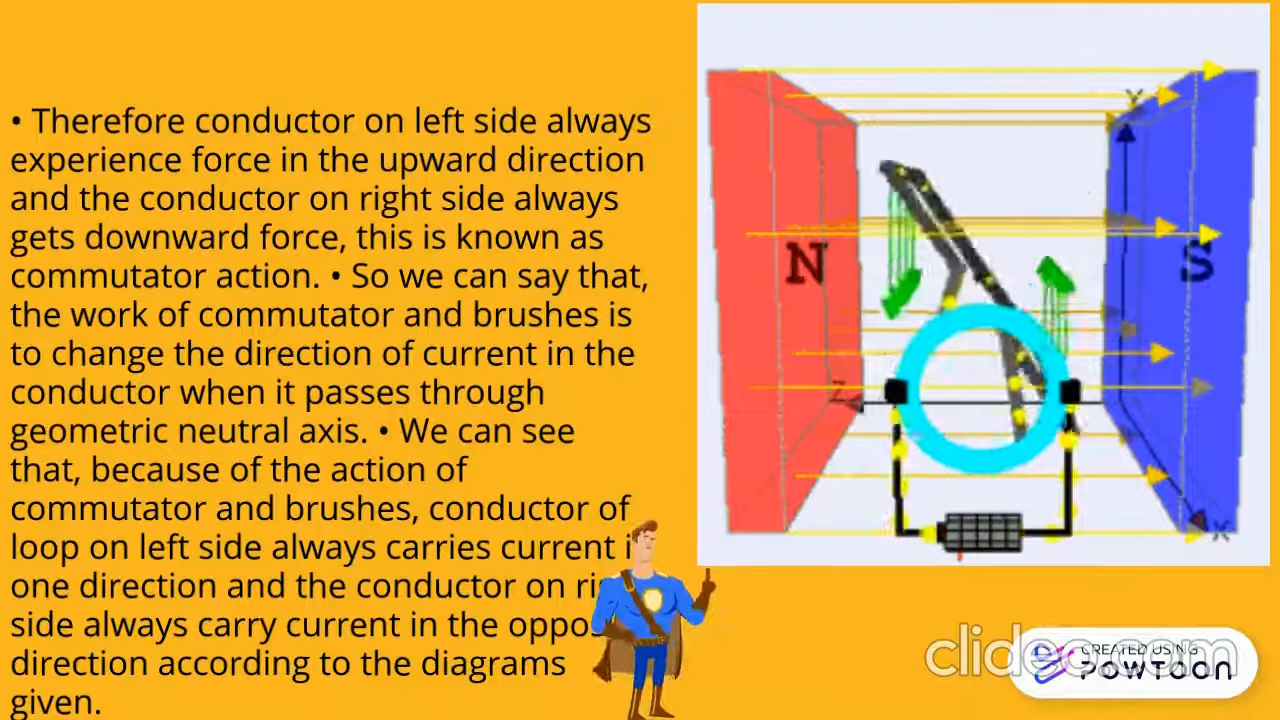 • Therefore conductor on left side always
experience force in the upward direction
and the conductor on right side always
gets downward force, this is known as
commutator action. • So we can say that,
the work of commutator and brushes is
to change the direction of current in the
conductor when it passes through
geometric neutral axis. • We can see
that, because of the action of
commutator and brushes, conductor of
loop on left side always carries current
one direction and the conductor on
side always carry current in the
direction according to the diagrams
given.
Y
N
S
Z
X
clideo.com
CREATED USING
POWTOON